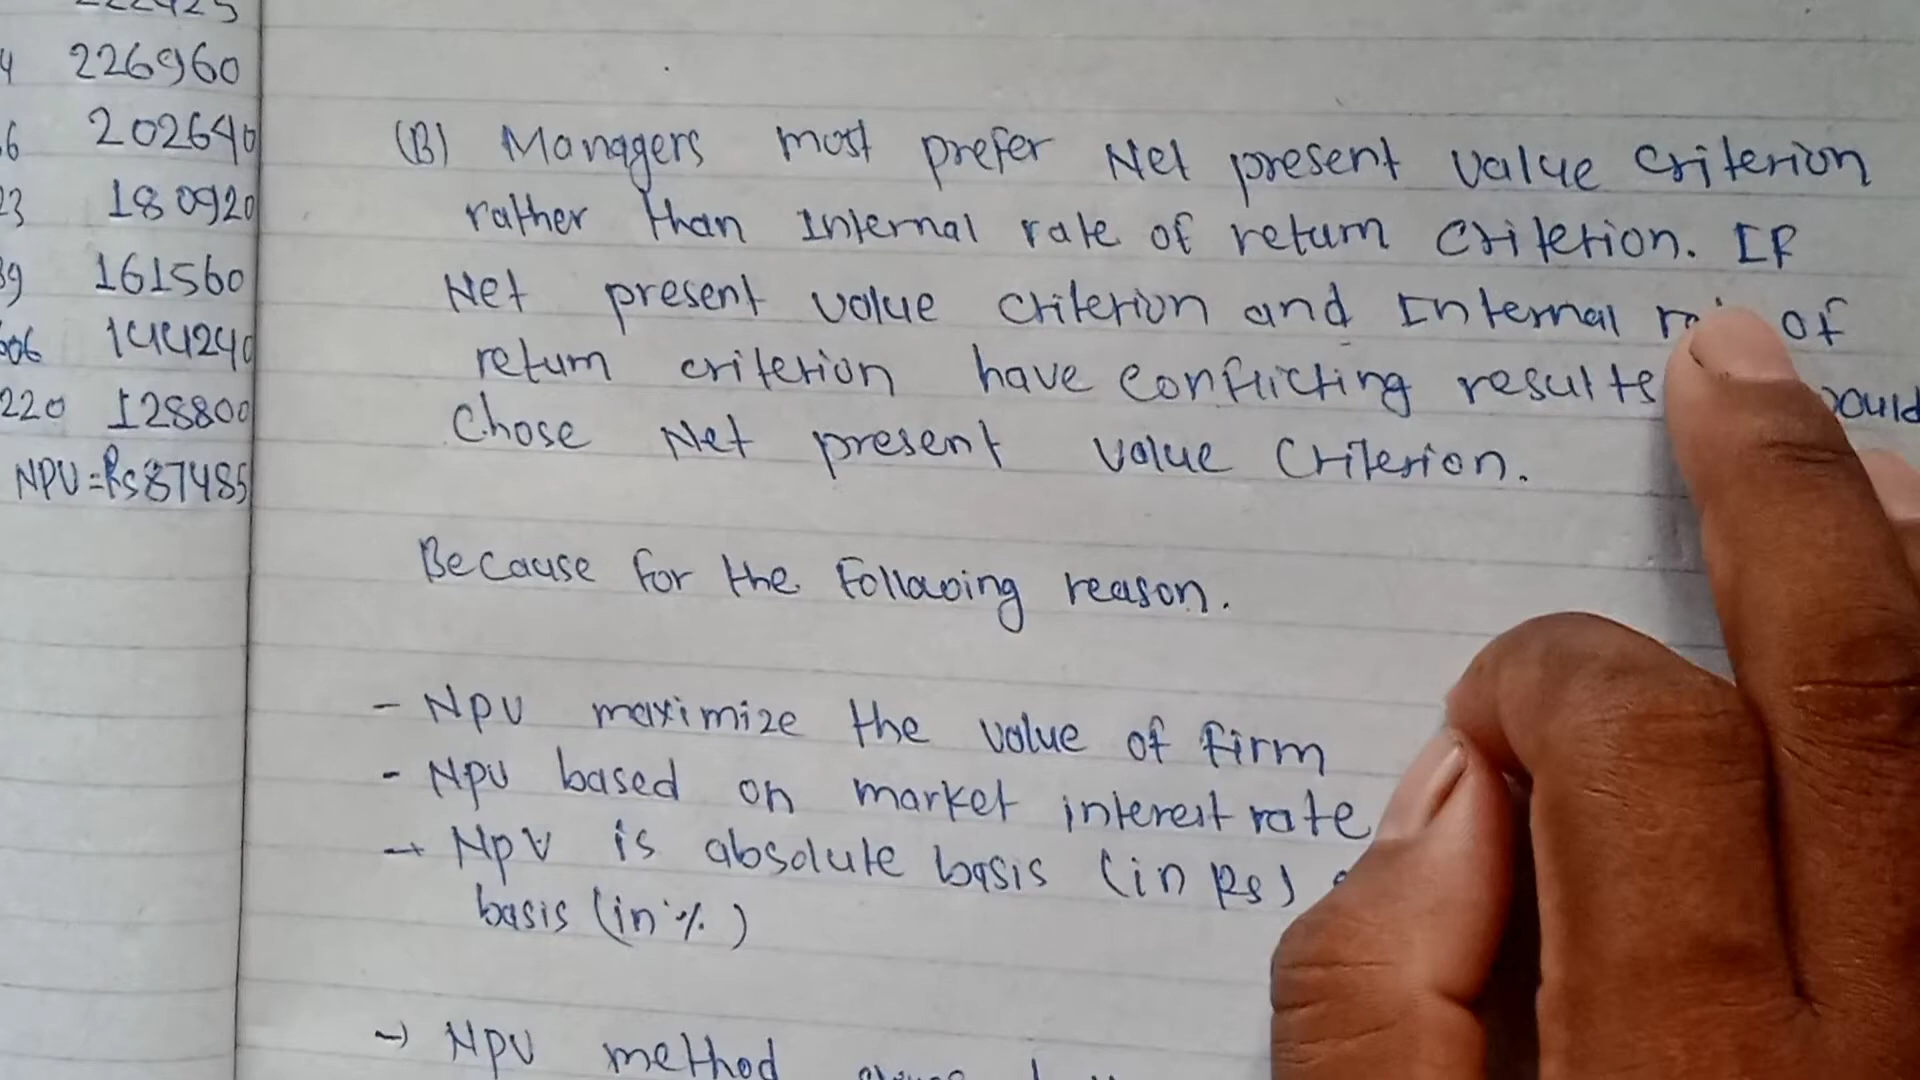 226960
202640
180920
161560
144240
220 128800
NPV = Rs 87485
(B) Managers most prefer Net present value criterion
rather than Internal rate of return criterion. IF
Net present value criterion and Internal of
return criterion have conflicting results
Chose Net present value Criterion.
Because for the Following reason.
- NPV maximize the value of firm
- NPV based on market interest rate
→ NPV is absolute basis (in Rs)
basis (in %)
→ NPV method